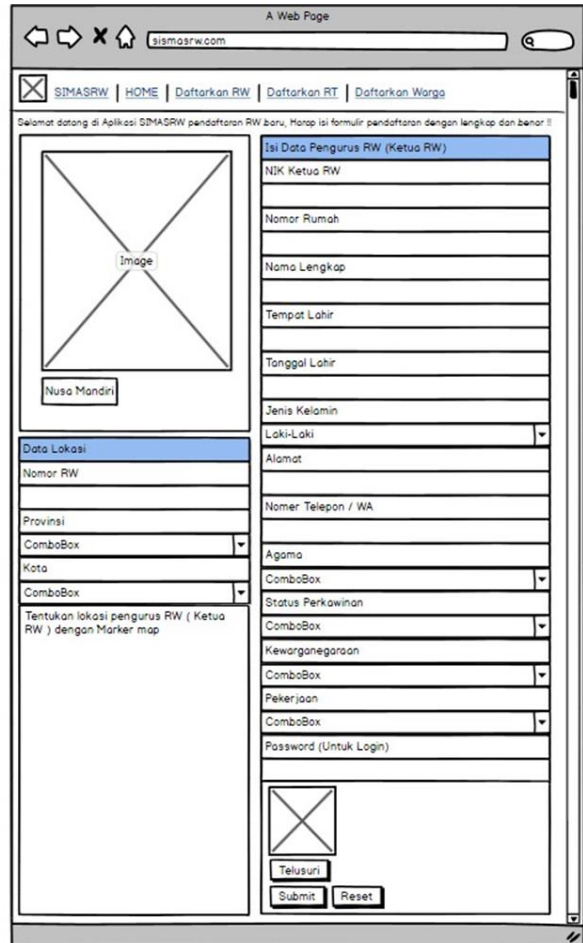 A Web Page
sismasrw.com
SIMASRW | HOME | Daftarkan RW | Daftarkan RT | Daftarkan Warga
Selamat datang di Aplikasi SIMASRW pendaftaran RW baru, Harap isi formulir pendaftaran dengan lengkap dan benar !!
Image
Nusa Mandiri
Data Lokasi
Nomor RW
Provinsi
ComboBox
Kota
ComboBox
Tentukan lokasi pengurus RW ( Ketua
RW ) dengan Marker map
Isi Data Pengurus RW (Ketua RW)
NIK Ketua RW
Nomor Rumah
Nama Lengkap
Tempat Lahir
Tanggal Lahir
Jenis Kelamin
Laki-Laki
Alamat
Nomer Telepon / WA
Agama
ComboBox
Status Perkawinan
ComboBox
Kewarganegaraan
ComboBox
Pekerjaan
ComboBox
Password (Untuk Login)
Telusuri
Submit Reset